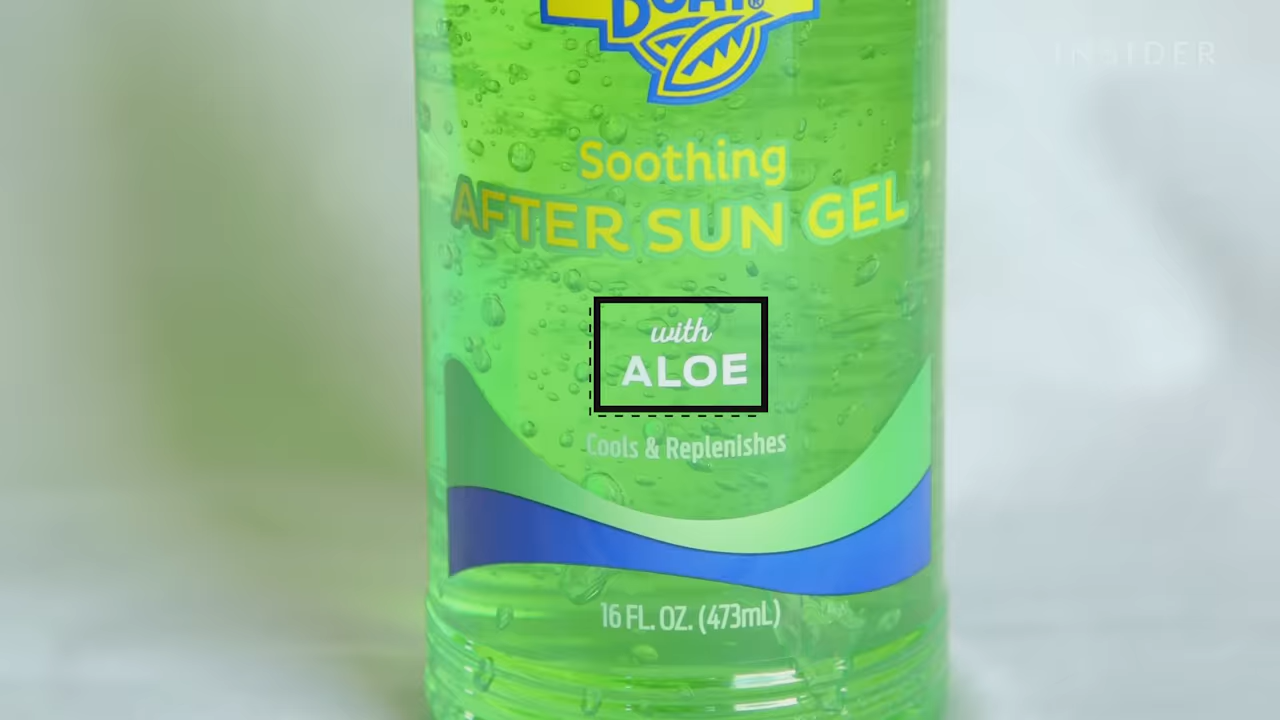 BOAT®
INSIDER
Soothing
AFTER SUN GEL
with
ALOE
Cools & Replenishes
16 FL. OZ. (473mL)